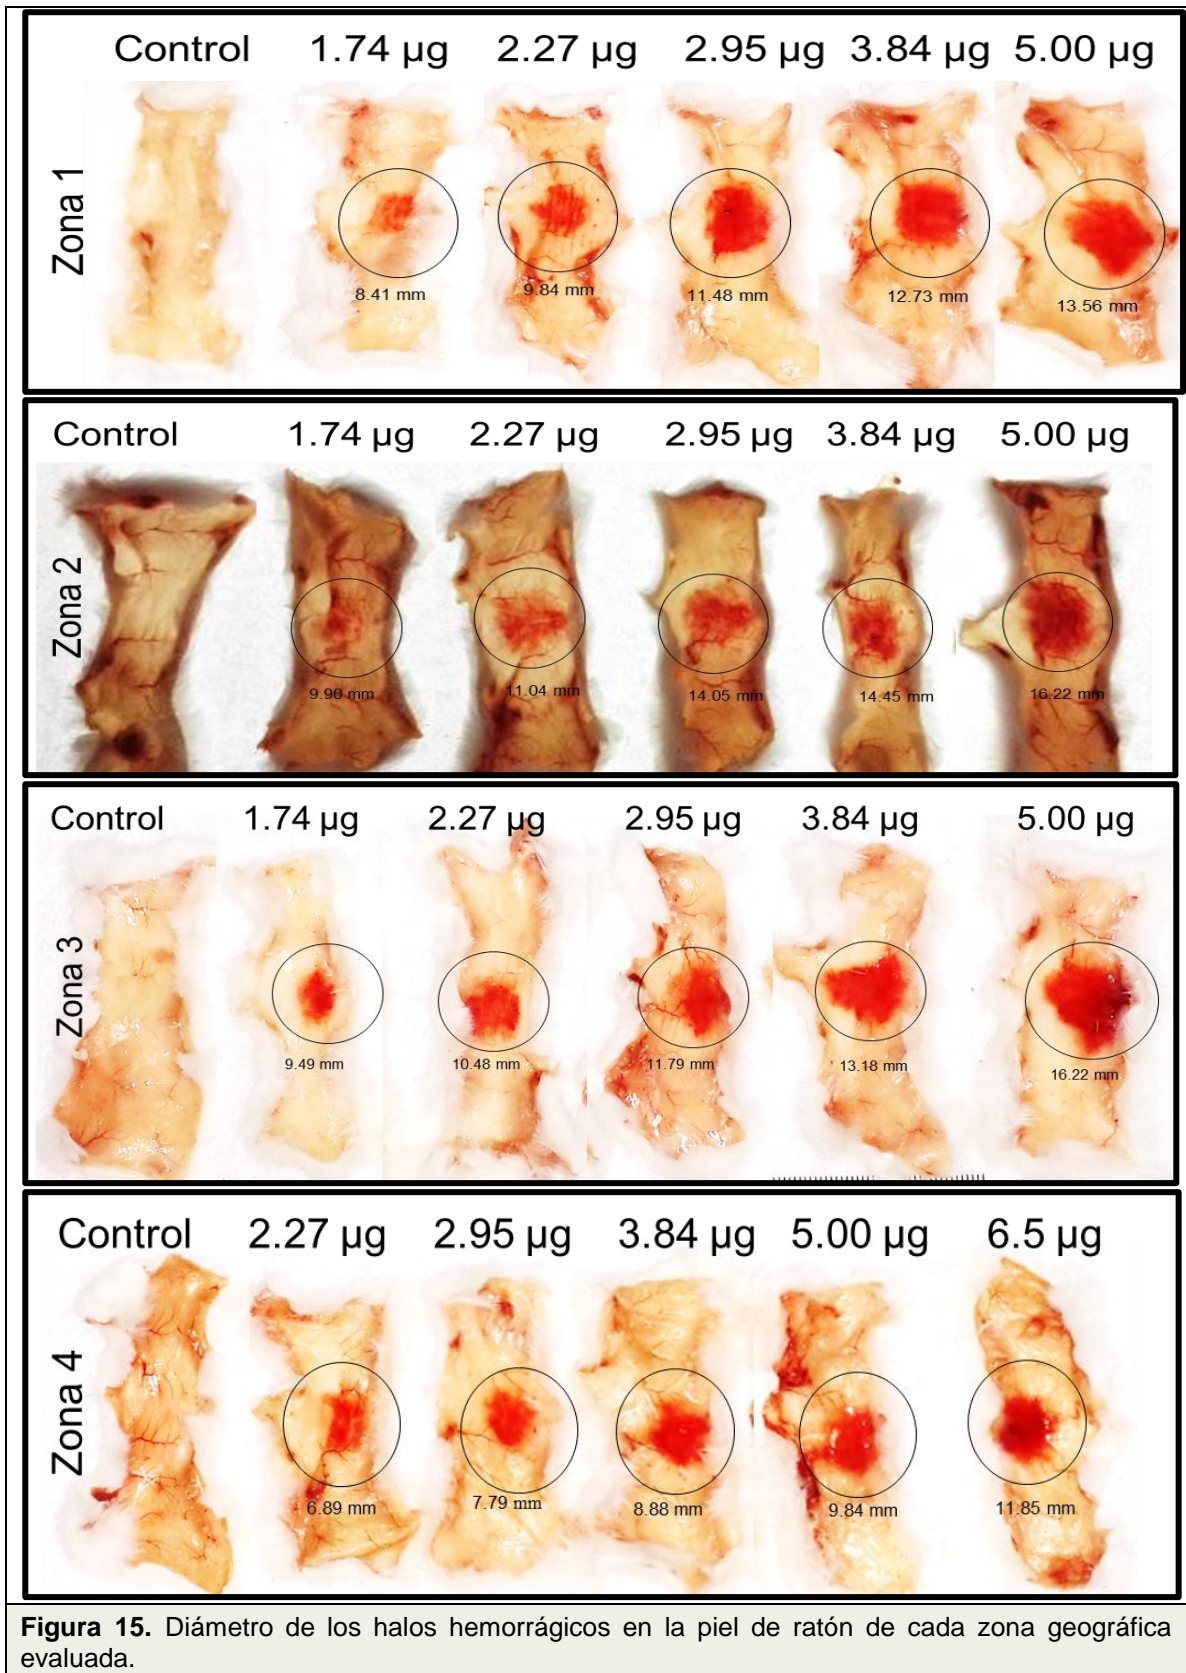 Control 1.74 µg 2.27 µg 2.95 µg 3.84 µg 5.00 µg
Zona 1
8.41 mm 9.84 mm 11.48 mm 12.73 mm 13.56 mm
Control 1.74 µg 2.27 µg 2.95 µg 3.84 µg 5.00 µg
Zona 2
9.90 mm 11.04 mm 14.05 mm 14.45 mm 16.22 mm
Control 1.74 µg 2.27 µg 2.95 µg 3.84 µg 5.00 µg
Zona 3
9.49 mm 10.48 mm 11.79 mm 13.18 mm 16.22 mm
Control 2.27 µg 2.95 µg 3.84 µg 5.00 µg 6.5 µg
Zona 4
6.89 mm 7.79 mm 8.88 mm 9.84 mm 11.85 mm
Figura 15. Diámetro de los halos hemorrágicos en la piel de ratón de cada zona geográfica
evaluada.